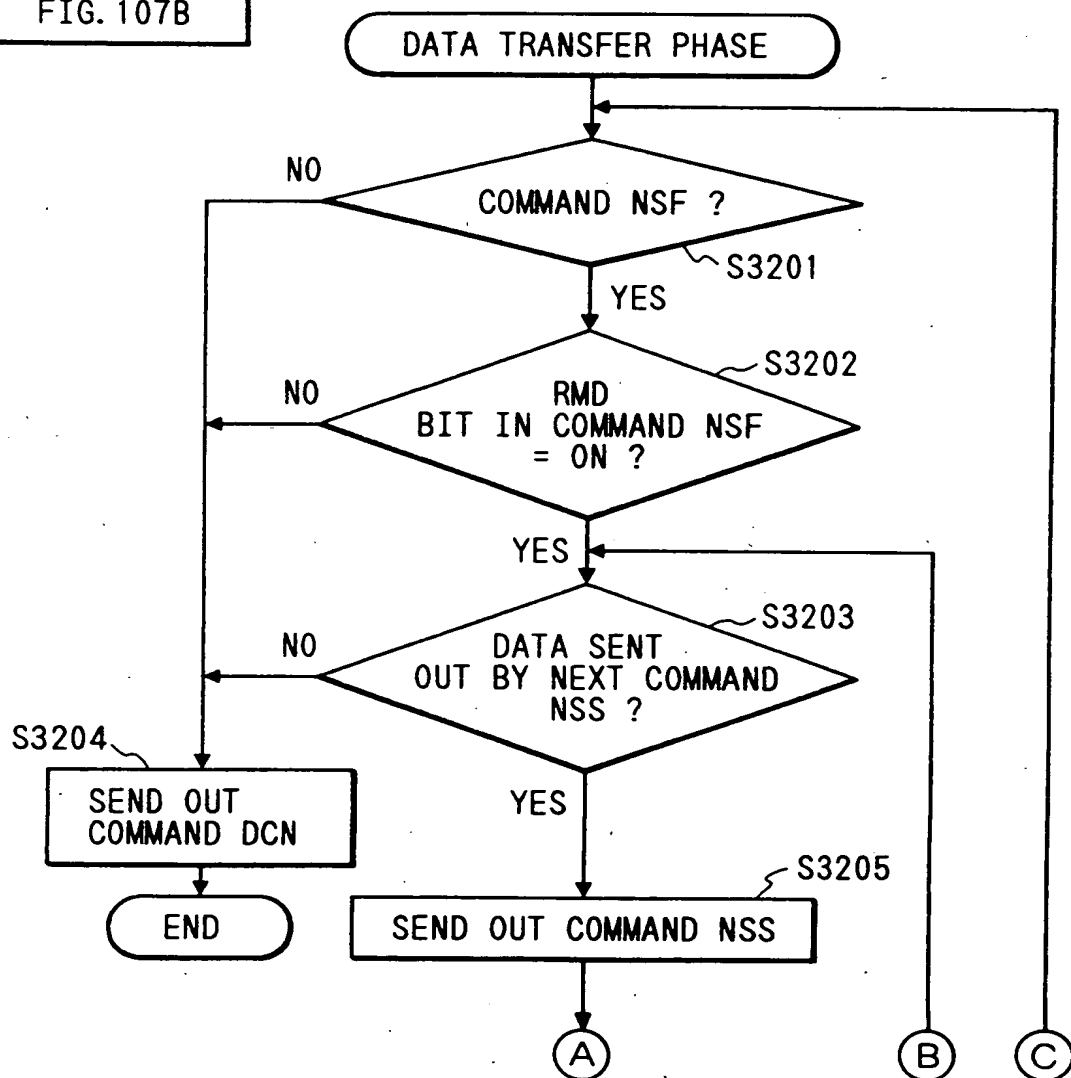 FIG. 107B
DATA TRANSFER PHASE
NO
COMMAND NSF ?
S3201
YES
S3202
NO
RMD
BIT IN COMMAND NSF
= ON ?
YES
S3203
NO
DATA SENT
OUT BY NEXT COMMAND
NSS ?
S3204
YES
SEND OUT
COMMAND DCN
S3205
END
SEND OUT COMMAND NSS
A
B
C